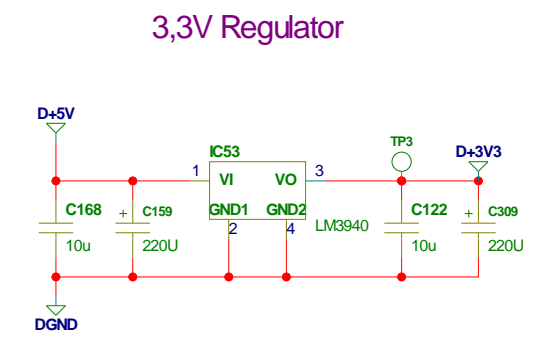 3,3V Regulator
D+5V
IC53
TP3
D+3V3
1
VI
VO
3
C168
+
C159
GND1
GND2
C122
+
C309
2
4
LM3940
10u
220U
10u
220U
DGND